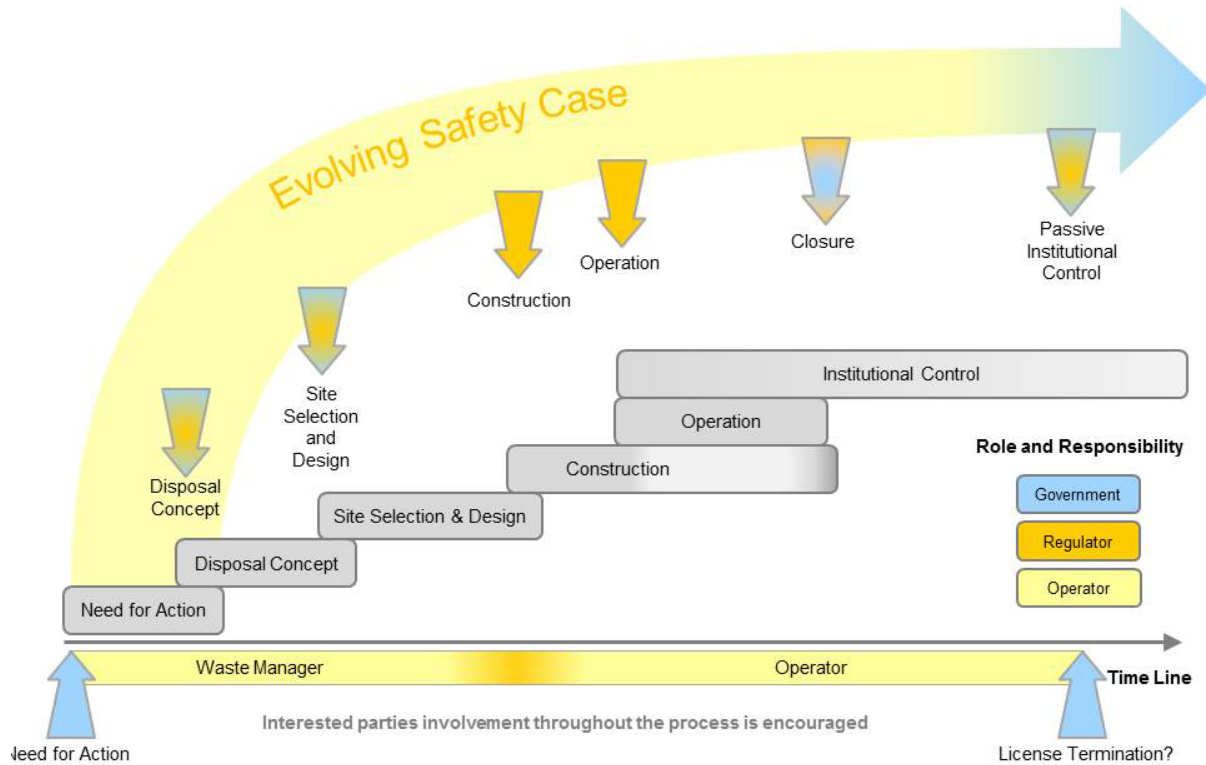 Evolving Safety Case
Operation
Construction
Closure
Passive
Institutional
Control
Site
Selection
and
Design
Disposal
Concept
Institutional Control
Operation
Construction
Site Selection & Design
Disposal Concept
Need for Action
Role and Responsibility
Government
Regulator
Operator
Waste Manager
Operator
Time Line
Interested parties involvement throughout the process is encouraged
Need for Action
License Termination?